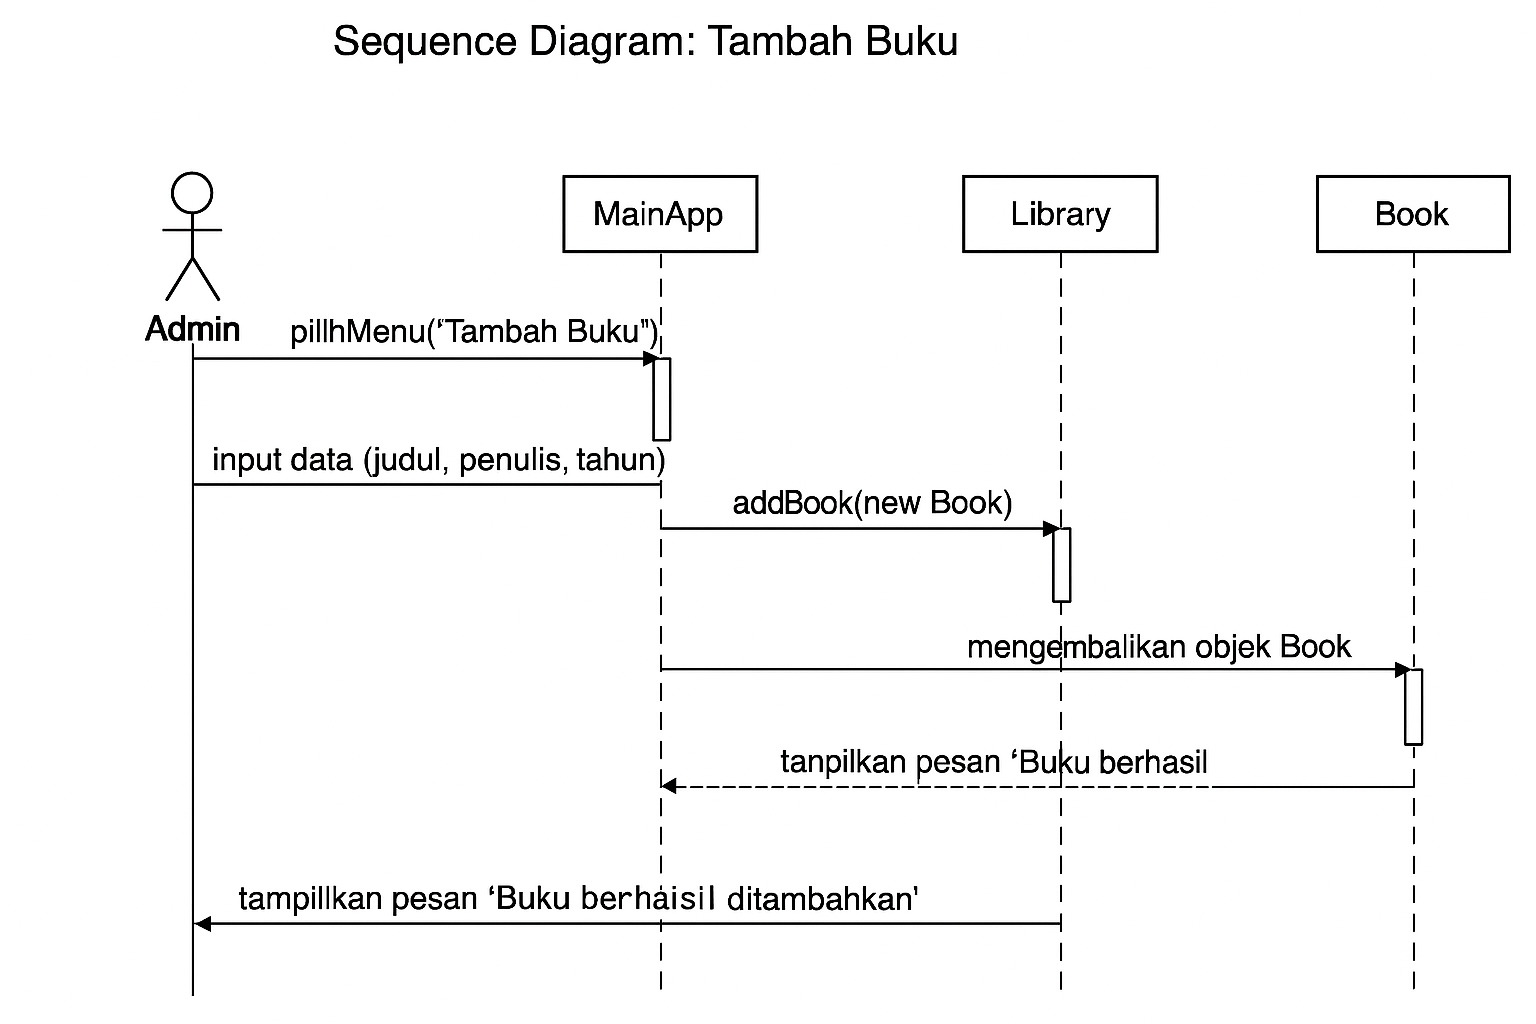 Sequence Diagram: Tambah Buku
MainApp
Library
Book
Admin
pillhMenu(‘'Tambah Buku")
input data (judul, penulis, tahun)
addBook(new Book)
mengembalikan objek Book
tanpilkan pesan ‘Buku berhasil
tampillkan pesan ‘Buku berhaisil ditambahkan'